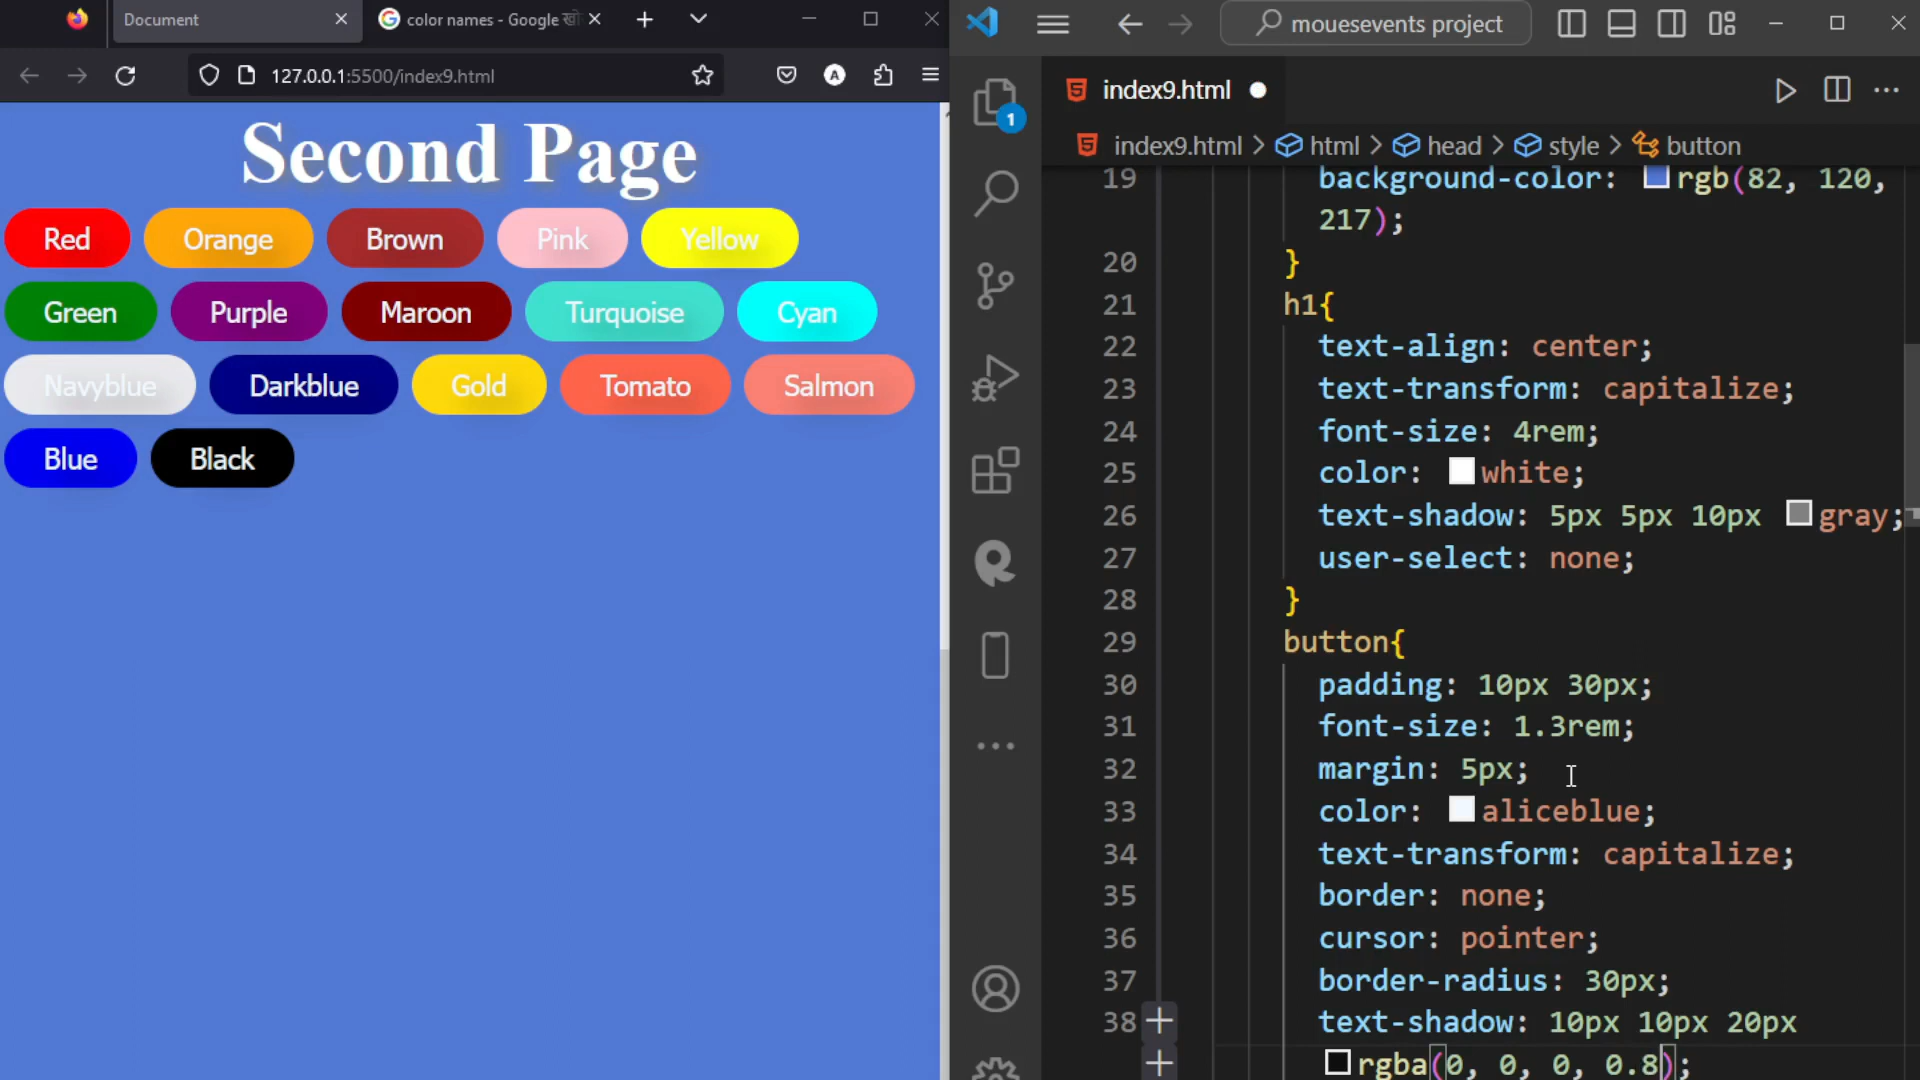 Document
color names - Google खो
127.0.0.1:5500/index9.html
Second Page
Red Orange Brown Pink Yellow
Green Purple Maroon Turquoise Cyan
Navyblue Darkblue Gold Tomato Salmon
Blue Black
mouesevents project
index9.html
index9.html > html > head > style > button
1
19 background-color: rgb(82, 120,
217);
20 }
21 h1{
22 text-align: center;
23 text-transform: capitalize;
24 font-size: 4rem;
25 color: white;
26 text-shadow: 5px 5px 10px gray;
27 user-select: none;
28 }
29 button{
30 padding: 10px 30px;
31 font-size: 1.3rem;
32 margin: 5px;
33 color: aliceblue;
34 text-transform: capitalize;
35 border: none;
36 cursor: pointer;
37 border-radius: 30px;
38 text-shadow: 10px 10px 20px
rgba(0, 0, 0, 0.8);